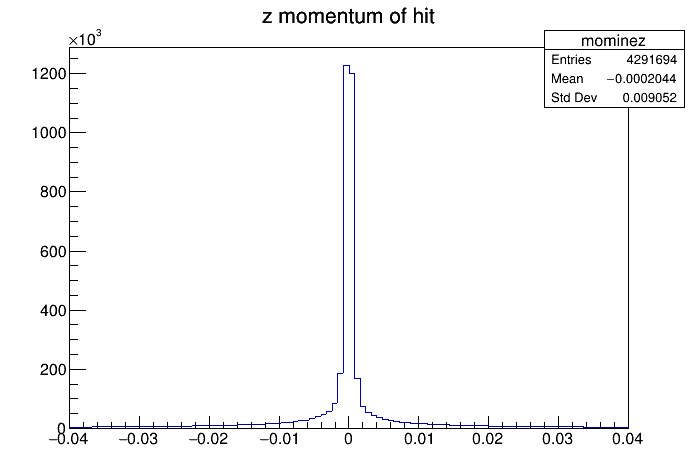 z momentum of hit
×10³
mominez
Entries 4291694
Mean −0.0002044
Std Dev 0.009052
1200
1000
800
600
400
200
0
−0.04 −0.03 −0.02 −0.01 0 0.01 0.02 0.03 0.04